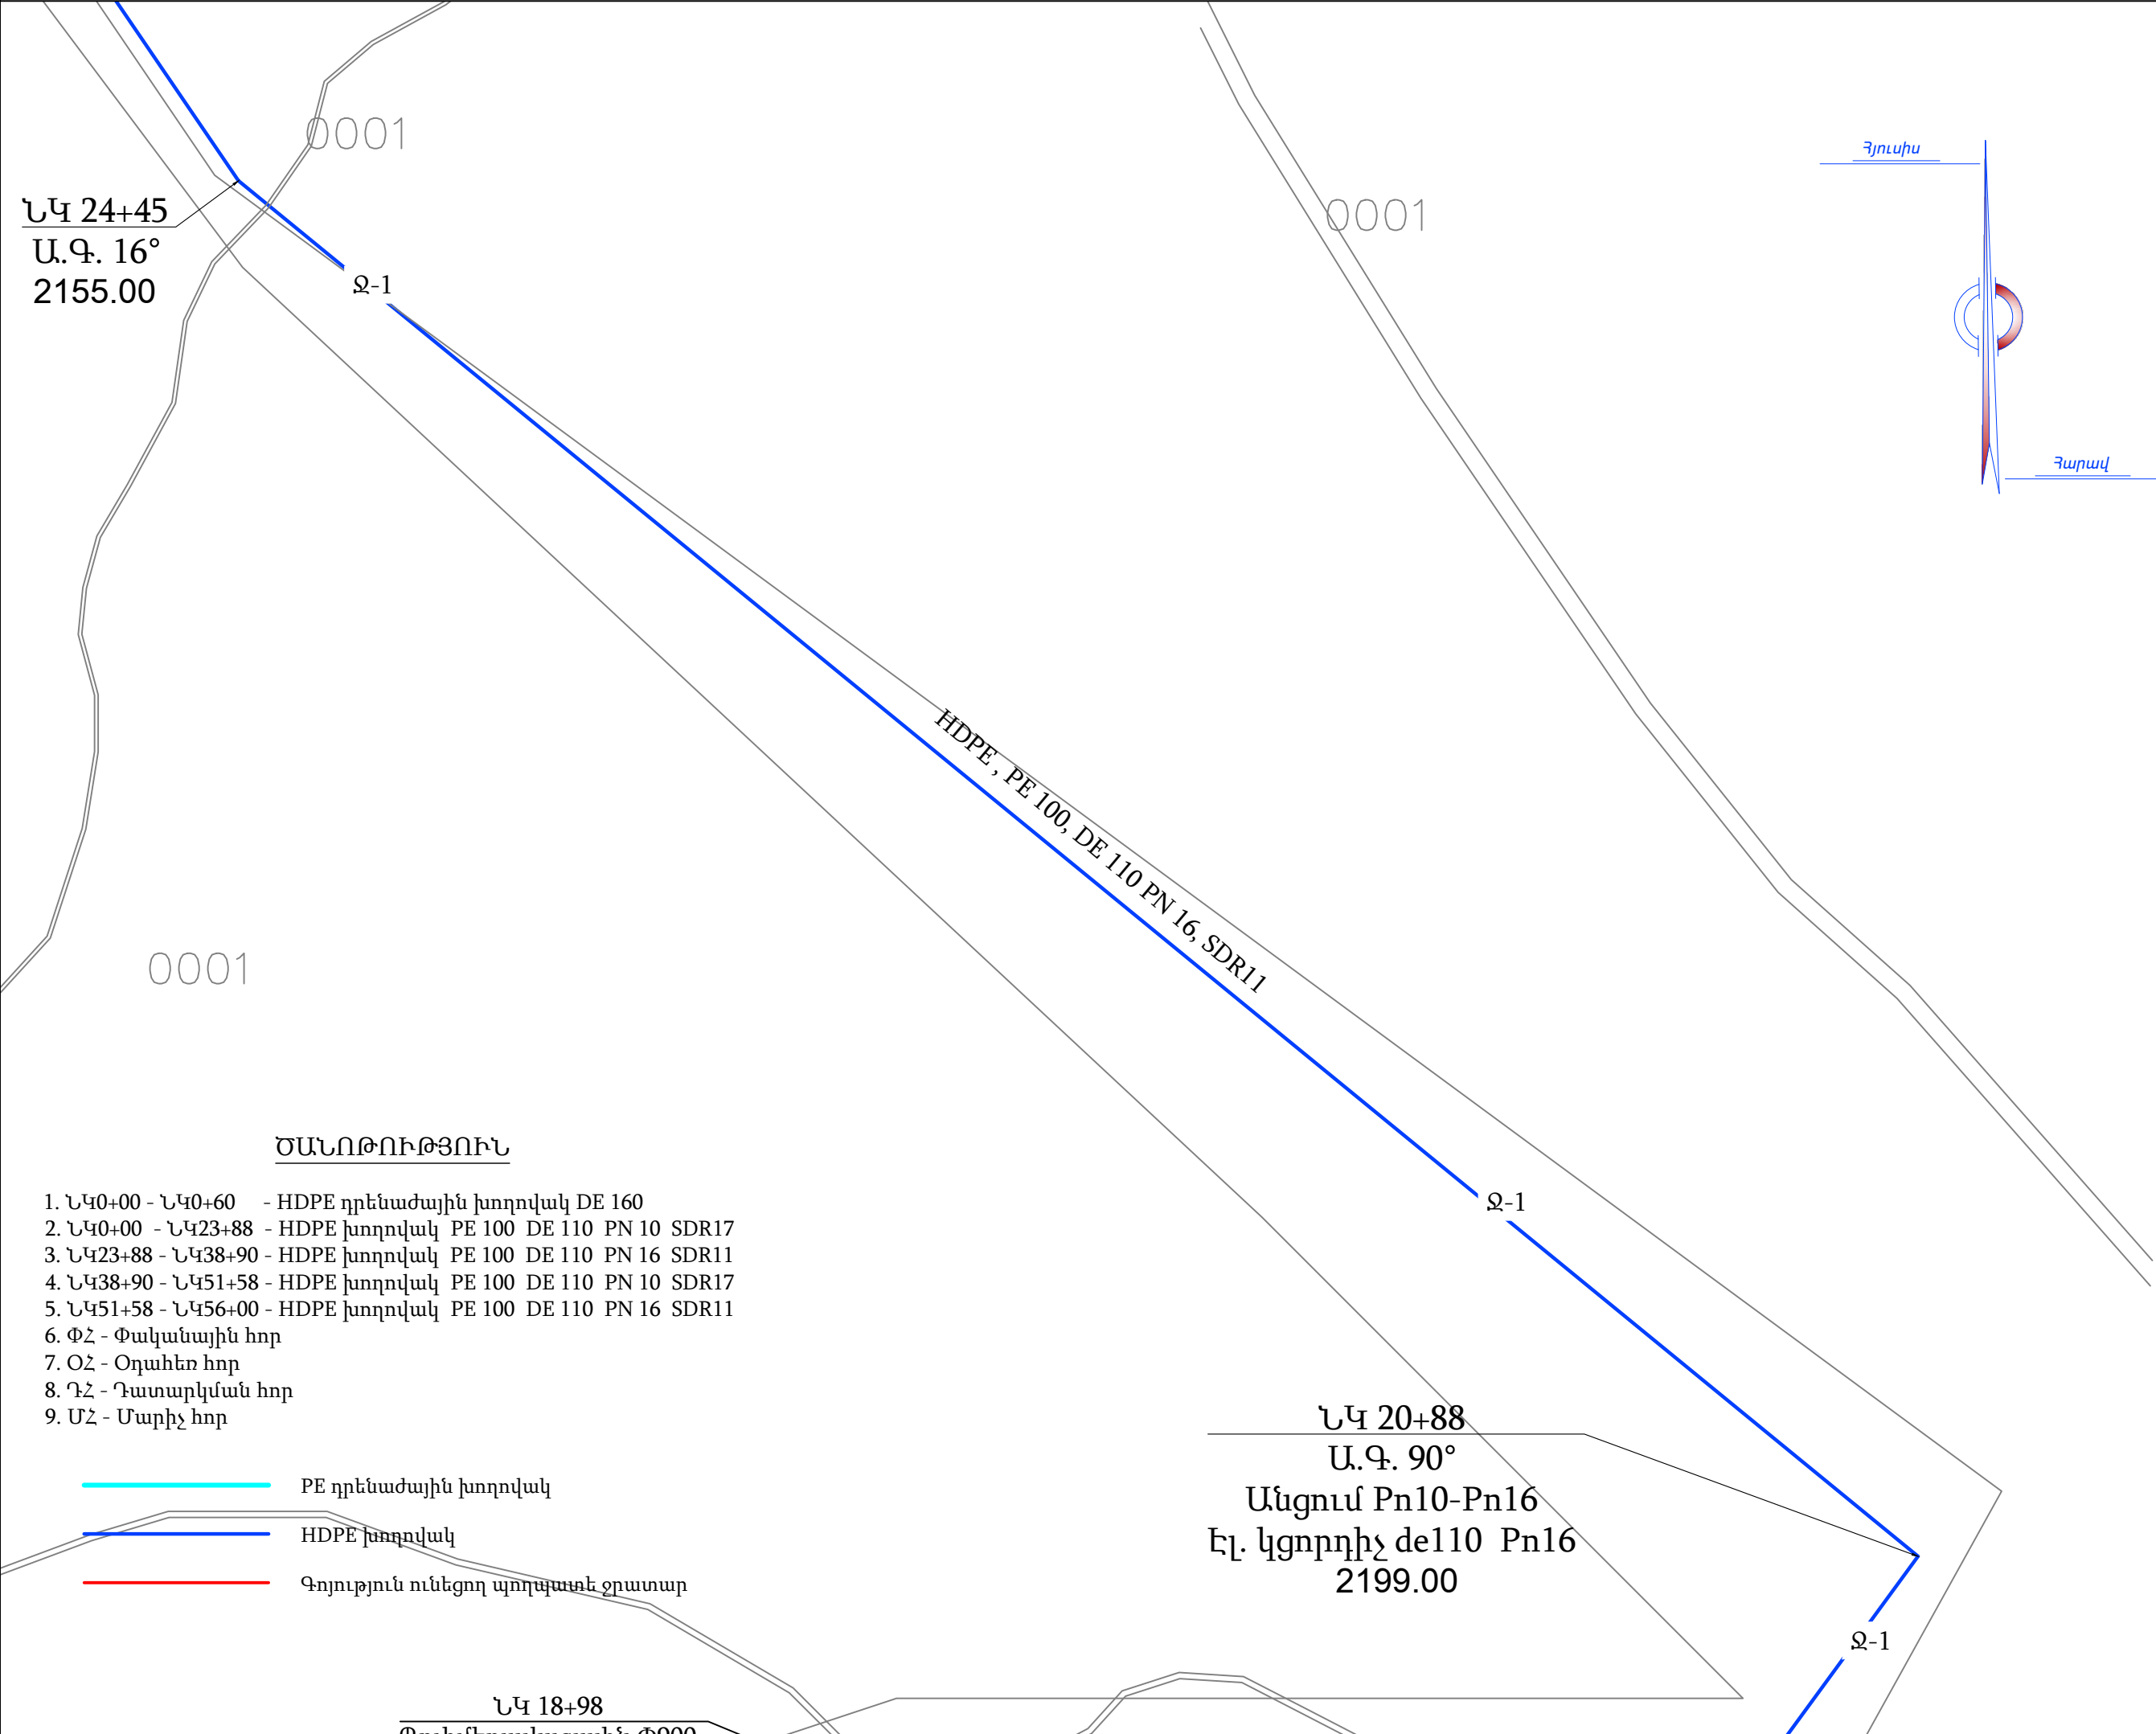 0001
Հյուսիս
ՆԿ 24+45
Ա.Գ. 16°
2155.00
0001
Ջ-1
Հարավ
HDPE , PE 100, DE 110 PN 16, SDR11
0001
ԾԱՆՈԹՈՒԹՅՈՒՆ
1. ՆԿ0+00 - ՆԿ0+60 - HDPE դրենաժային խողովակ DE 160
2. ՆԿ0+00 - ՆԿ23+88 - HDPE խողովակ PE 100 DE 110 PN 10 SDR17
3. ՆԿ23+88 - ՆԿ38+90 - HDPE խողովակ PE 100 DE 110 PN 16 SDR11
4. ՆԿ38+90 - ՆԿ51+58 - HDPE խողովակ PE 100 DE 110 PN 10 SDR17
5. ՆԿ51+58 - ՆԿ56+00 - HDPE խողովակ PE 100 DE 110 PN 16 SDR11
6. ՓՀ - Փականային հոր
7. ՕՀ - Օդահեռ հոր
8. ԴՀ - Դատարկման հոր
9. ՄՀ - Մարիչ հոր
Ջ-1
ՆԿ 20+88
Ա.Գ. 90°
Անցում Pn10-Pn16
Էլ. կցորդիչ de110 Pn16
2199.00
PE դրենաժային խողովակ
HDPE խողովակ
Գոյություն ունեցող պողպատե ջրատար
Ջ-1
ՆԿ 18+98